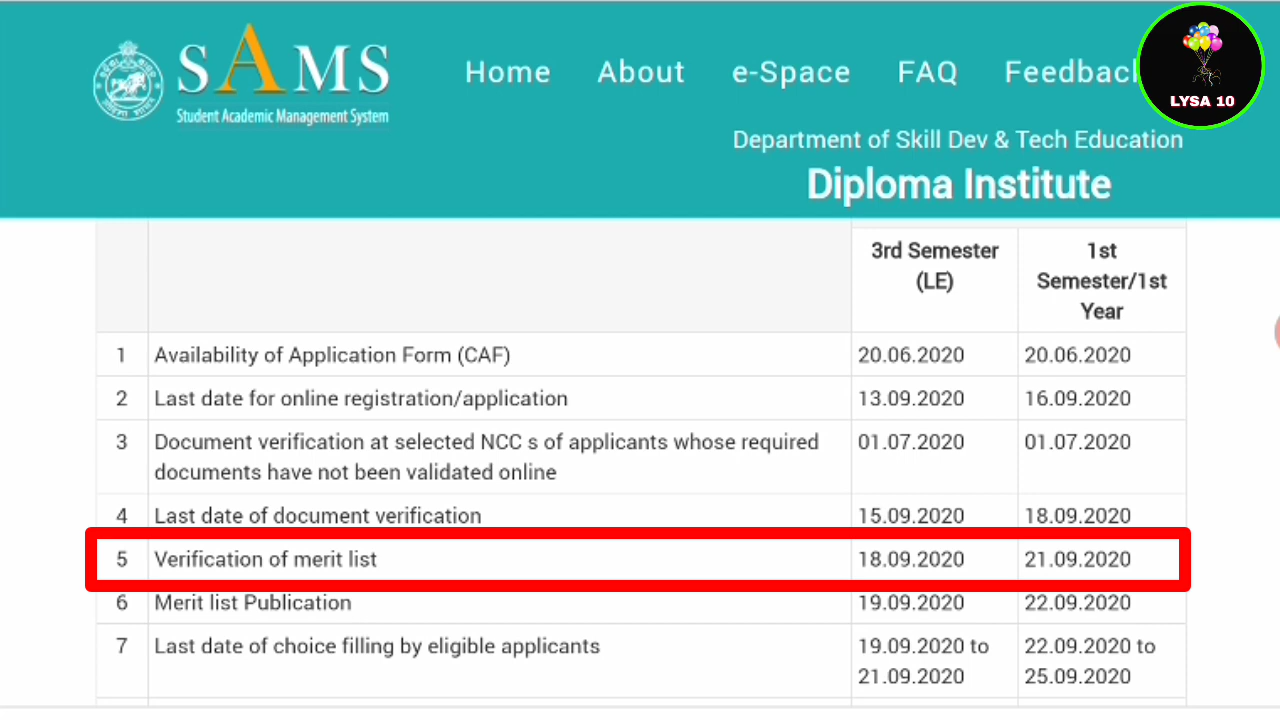 SAMS
Student Academic Management System
Home About e-Space FAQ Feedback
LYSA 10
Department of Skill Dev & Tech Education
Diploma Institute
3rd Semester
(LE)
1st
Semester/1st
Year
1 Availability of Application Form (CAF) 20.06.2020 20.06.2020
2 Last date for online registration/application 13.09.2020 16.09.2020
3 Document verification at selected NCC s of applicants whose required 01.07.2020 01.07.2020
documents have not been validated online
4 Last date of document verification 15.09.2020 18.09.2020
5 Verification of merit list 18.09.2020 21.09.2020
6 Merit list Publication 19.09.2020 22.09.2020
7 Last date of choice filling by eligible applicants 19.09.2020 to 22.09.2020 to
21.09.2020 25.09.2020